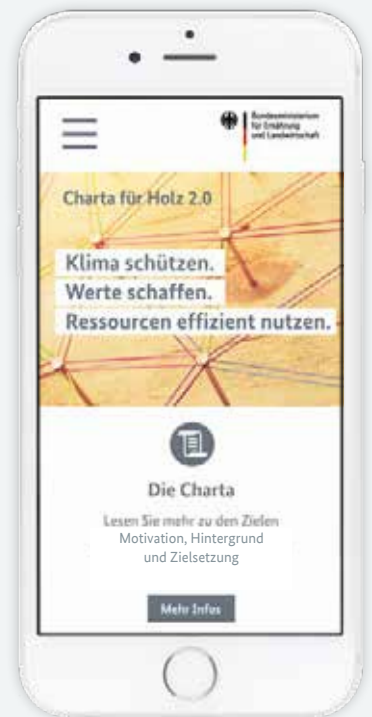 Bundesministerium
für Ernährung
und Landwirtschaft
Charta für Holz 2.0
Klima schützen.
Werte schaffen.
Ressourcen effizient nutzen.
Die Charta
Lesen Sie mehr zu den Zielen
Motivation, Hintergrund
und Zielsetzung
Mehr Infos